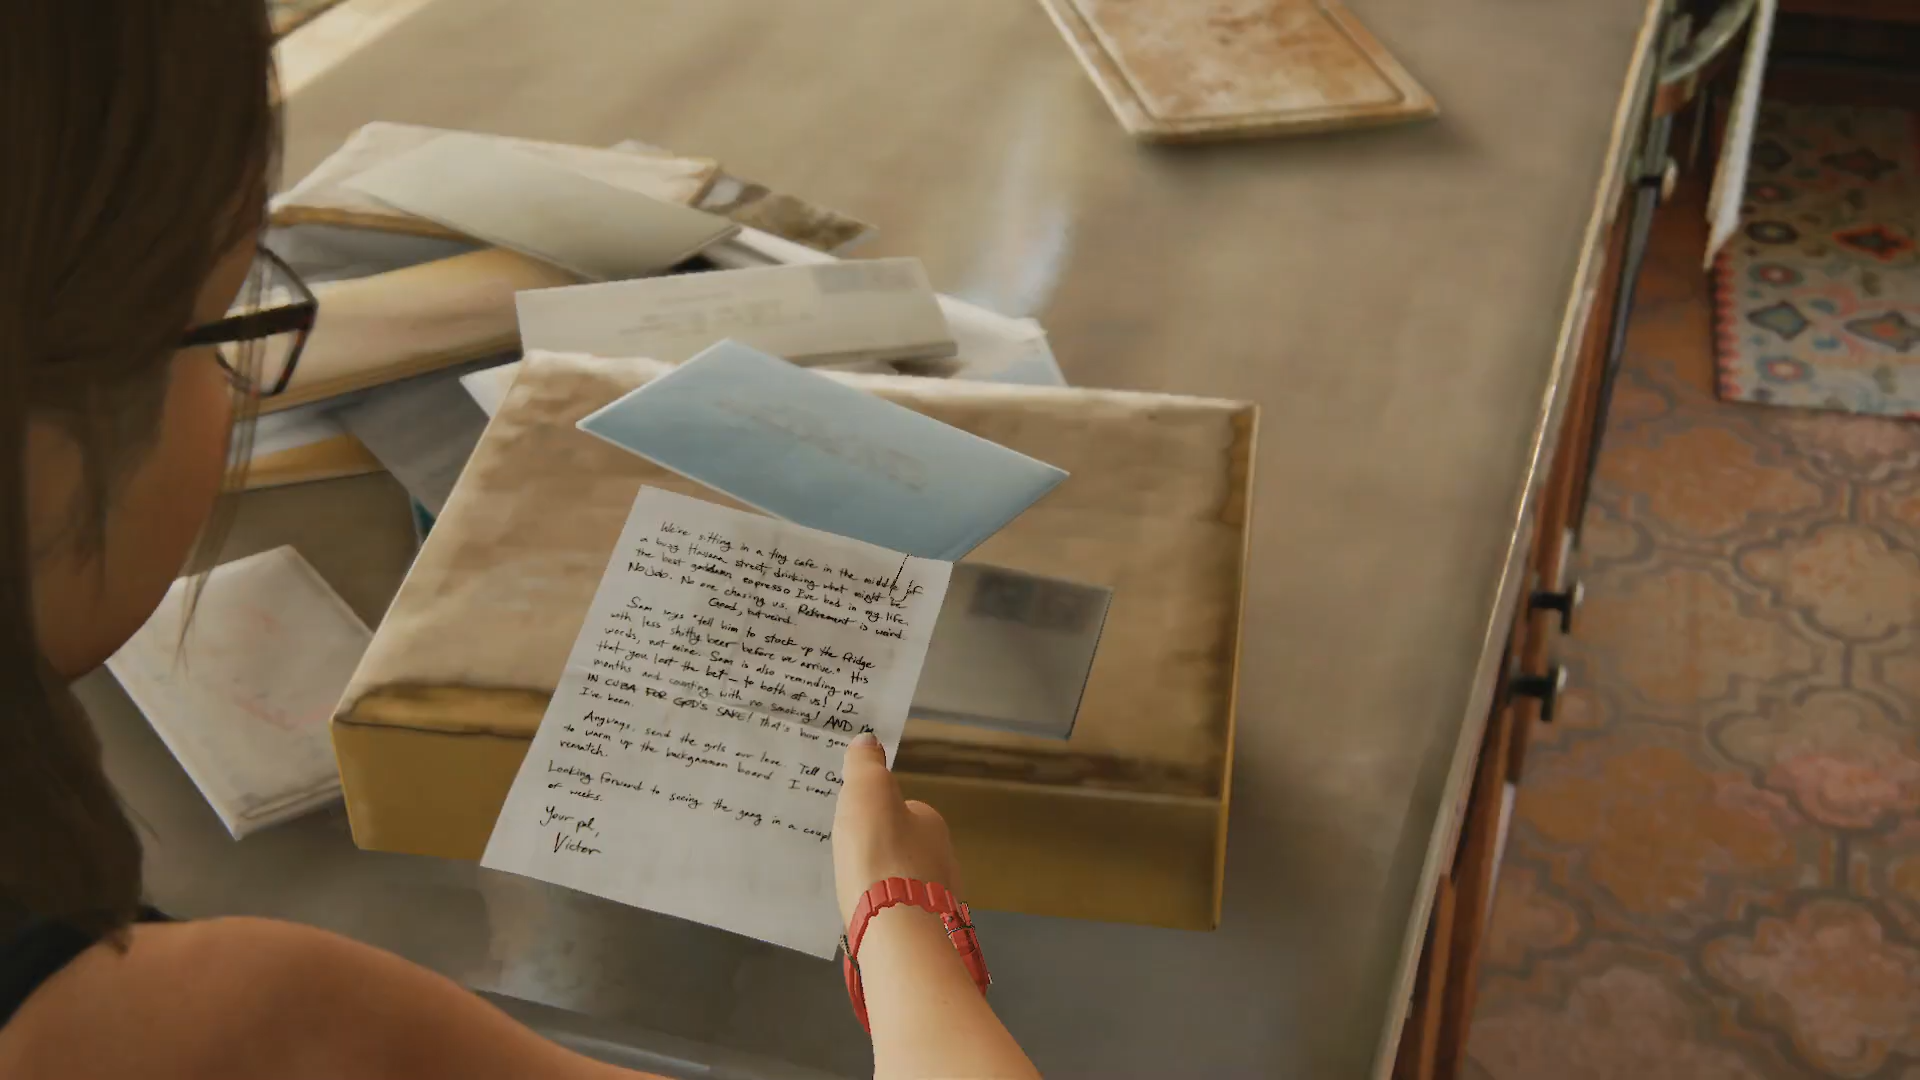 We're sitting in a tiny cafe in the middle of
a busy Havana street, drinking what might be
the best goddamn espresso I've had in my life.
No job. No one chasing us. Retirement is weird.
Good, but weird.
Sam says "tell him to stock up the fridge
with less shitty beer before we arrive." His
words, not mine. Sam is also reminding me
that you lost the bet – to both of us! 12
months and counting with no smoking! AND I'm
IN CUBA FOR GOD'S SAKE! That's how good
I've been.
Anyways, send the girls our love. Tell Cas
to warm up the backgammon board. I want
rematch.
Looking forward to seeing the gang in a coupl
of weeks.
Your pal,
Victor